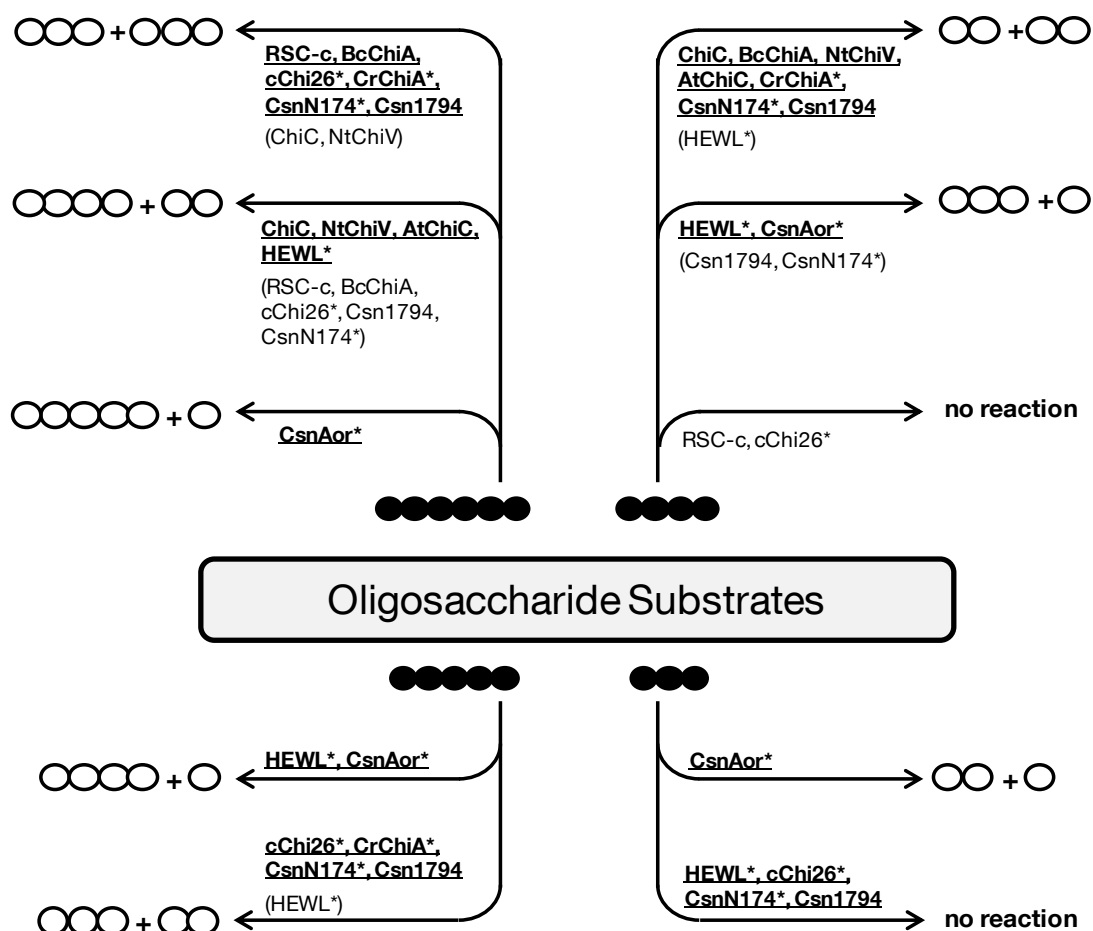 +
RSC-c, BcChiA,
cChi26*, CrChiA*,
CsnN174*, Csn1794
(ChiC, NtChiV)
+
ChiC, NtChiV, AtChiC,
HEWL*
(RSC-c, BcChiA,
cChi26*, Csn1794,
CsnN174*)
+
CsnAor*
+
ChiC, BcChiA, NtChiV,
AtChiC, CrChiA*,
CsnN174*, Csn1794
(HEWL*)
+
HEWL*, CsnAor*
(Csn1794, CsnN174*)
no reaction
RSC-c, cChi26*
Oligosaccharide Substrates
HEWL*, CsnAor*
+
cChi26*, CrChiA*,
CsnN174*, Csn1794
(HEWL*)
+
CsnAor*
+
HEWL*, cChi26*,
CsnN174*, Csn1794
no reaction